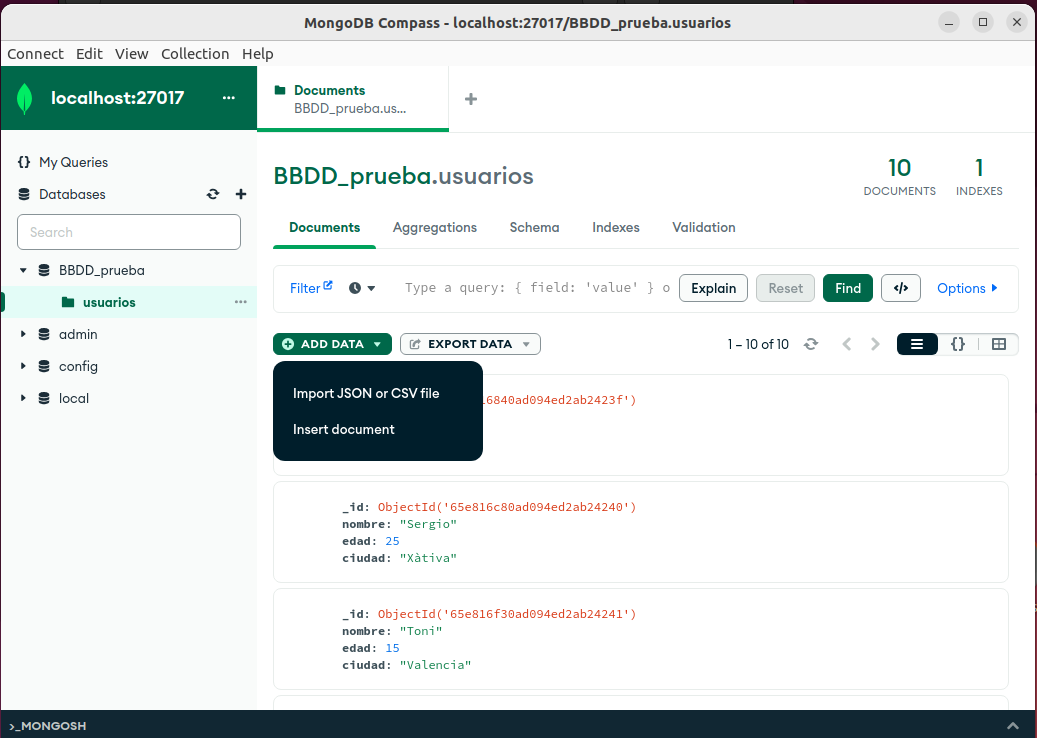 MongoDB Compass - localhost:27017/BBDD_prueba.usuarios
Connect Edit View Collection Help
localhost:27017 ...
Documents
BBDD_prueba.us...
My Queries
Databases
Search
BBDD_prueba
usuarios
admin
config
local
BBDD_prueba.usuarios
10
DOCUMENTS
1
INDEXES
Documents Aggregations Schema Indexes Validation
Filter Type a query: { field: 'value' } o Explain Reset Find </> Options
ADD DATA EXPORT DATA 1 – 10 of 10 {}
Import JSON or CSV file
Insert document
6840ad094ed2ab2423f')
_id: ObjectId('65e816c80ad094ed2ab24240')
nombre: "Sergio"
edad: 25
ciudad: "Xàtiva"
_id: ObjectId('65e816f30ad094ed2ab24241')
nombre: "Toni"
edad: 15
ciudad: "Valencia"
>_MONGOSH